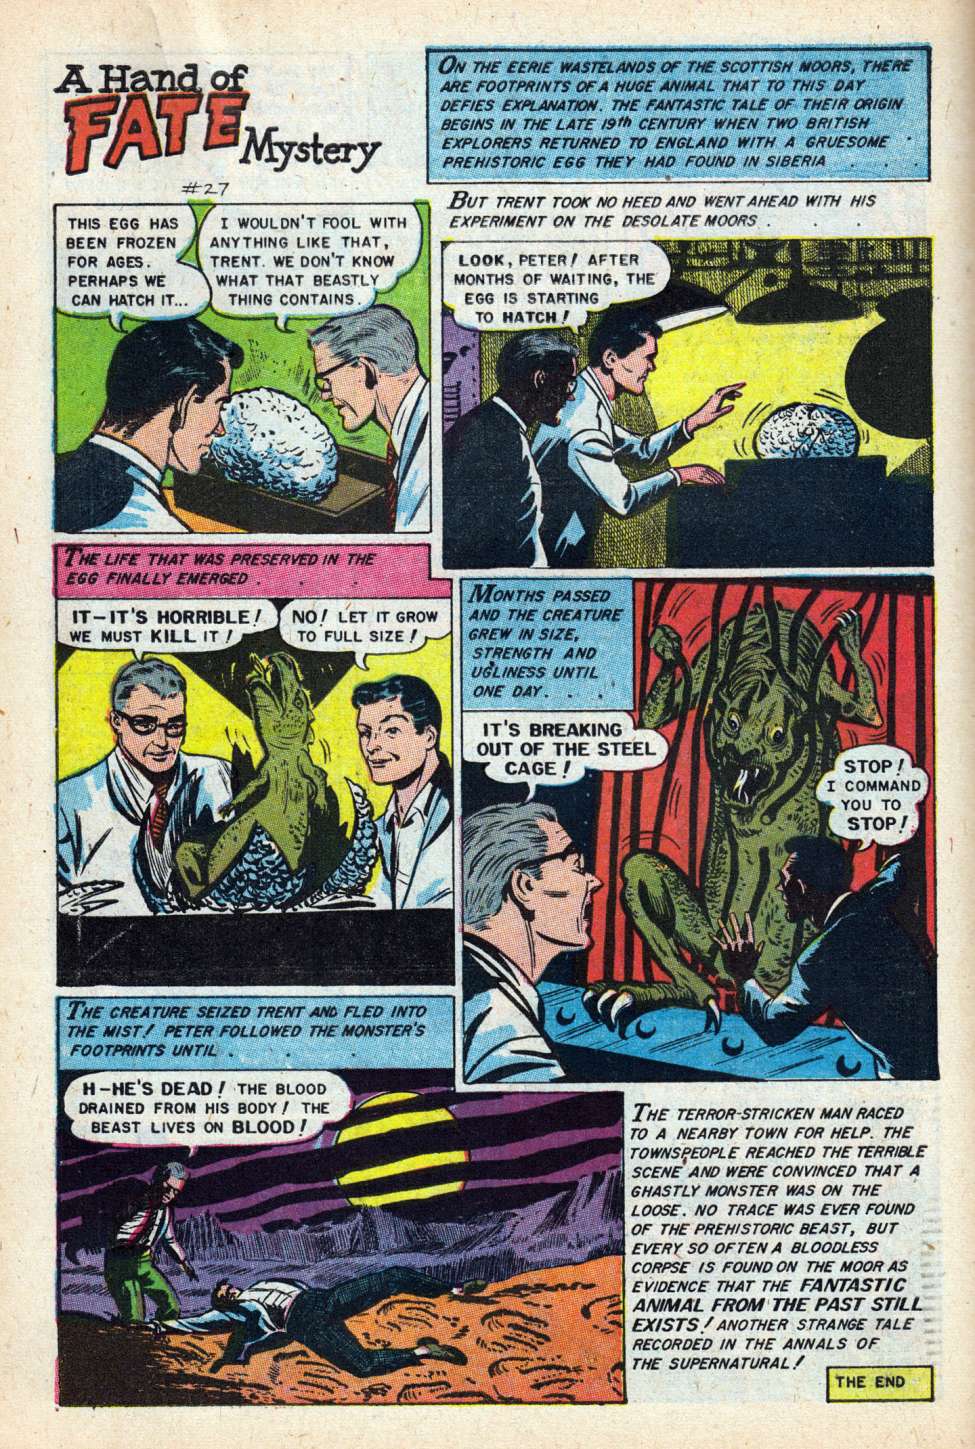 A Hand of
FATE
Mystery
#27
ON THE EERIE WASTELANDS OF THE SCOTTISH MOORS, THERE
ARE FOOTPRINTS OF A HUGE ANIMAL THAT TO THIS DAY
DEFIES EXPLANATION. THE FANTASTIC TALE OF THEIR ORIGIN
BEGINS IN THE LATE 19th CENTURY WHEN TWO BRITISH
EXPLORERS RETURNED TO ENGLAND WITH A GRUESOME
PREHISTORIC EGG THEY HAD FOUND IN SIBERIA . . .
THIS EGG HAS
BEEN FROZEN
FOR AGES.
PERHAPS WE
CAN HATCH IT...
I WOULDN'T FOOL WITH
ANYTHING LIKE THAT,
TRENT. WE DON'T KNOW
WHAT THAT BEASTLY
THING CONTAINS.
BUT TRENT TOOK NO HEED AND WENT AHEAD WITH HIS
EXPERIMENT ON THE DESOLATE MOORS . . .
LOOK, PETER! AFTER
MONTHS OF WAITING, THE
EGG IS STARTING
TO HATCH!
THE LIFE THAT WAS PRESERVED IN THE
EGG FINALLY EMERGED . . .
IT-IT'S HORRIBLE!
WE MUST KILL IT!
NO! LET IT GROW
TO FULL SIZE!
MONTHS PASSED
AND THE CREATURE
GREW IN SIZE,
STRENGTH AND
UGLINESS UNTIL
ONE DAY. . .
IT'S BREAKING
OUT OF THE STEEL
CAGE!
STOP!
I COMMAND
YOU TO
STOP!
THE CREATURE SEIZED TRENT AND FLED INTO
THE MIST! PETER FOLLOWED THE MONSTER'S
FOOTPRINTS UNTIL . . .
H-HE'S DEAD! THE BLOOD
DRAINED FROM HIS BODY! THE
BEAST LIVES ON BLOOD!
THE TERROR-STRICKEN MAN RACED
TO A NEARBY TOWN FOR HELP. THE
TOWNSPEOPLE REACHED THE TERRIBLE
SCENE AND WERE CONVINCED THAT A
GHASTLY MONSTER WAS ON THE
LOOSE. NO TRACE WAS EVER FOUND
OF THE PREHISTORIC BEAST, BUT
EVERY SO OFTEN A BLOODLESS
CORPSE IS FOUND ON THE MOOR AS
EVIDENCE THAT THE FANTASTIC
ANIMAL FROM THE PAST STILL
EXISTS! ANOTHER STRANGE TALE
RECORDED IN THE ANNALS OF
THE SUPERNATURAL!
THE END